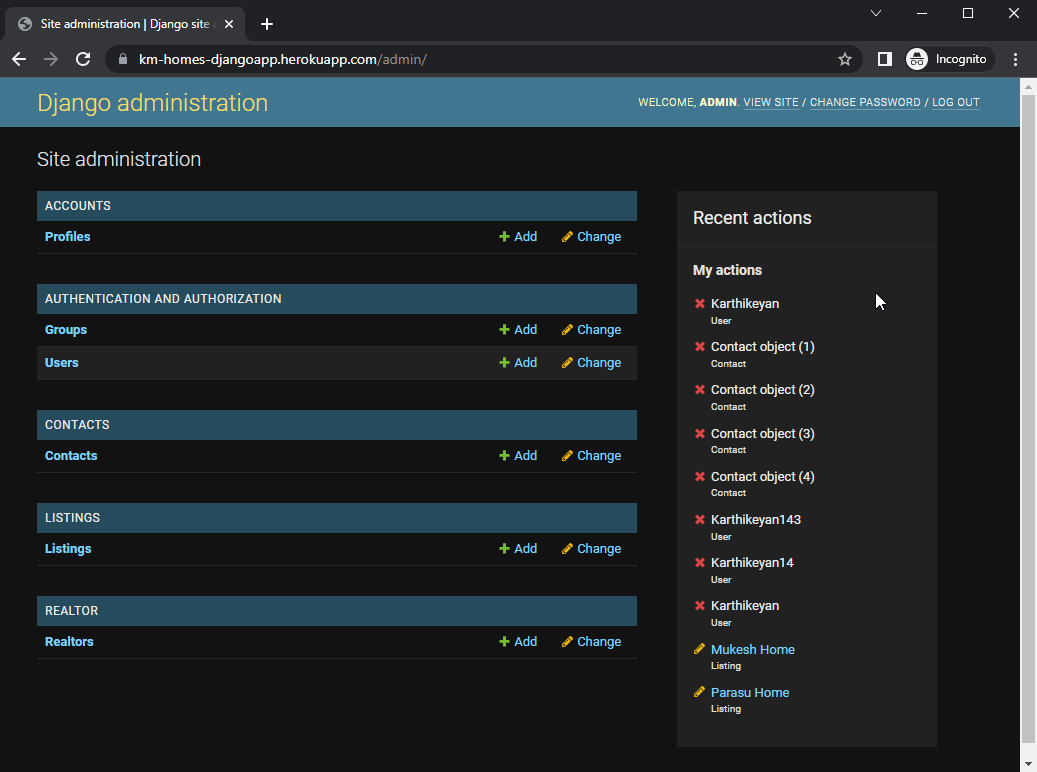 Site administration | Django site
km-homes-djangoapp.herokuapp.com/admin/
Incognito
Django administration
WELCOME, ADMIN. VIEW SITE / CHANGE PASSWORD / LOG OUT
Site administration
ACCOUNTS
Profiles Add Change
AUTHENTICATION AND AUTHORIZATION
Groups Add Change
Users Add Change
CONTACTS
Contacts Add Change
LISTINGS
Listings Add Change
REALTOR
Realtors Add Change
Recent actions
My actions
Karthikeyan
User
Contact object (1)
Contact
Contact object (2)
Contact
Contact object (3)
Contact
Contact object (4)
Contact
Karthikeyan143
User
Karthikeyan14
User
Karthikeyan
User
Mukesh Home
Listing
Parasu Home
Listing